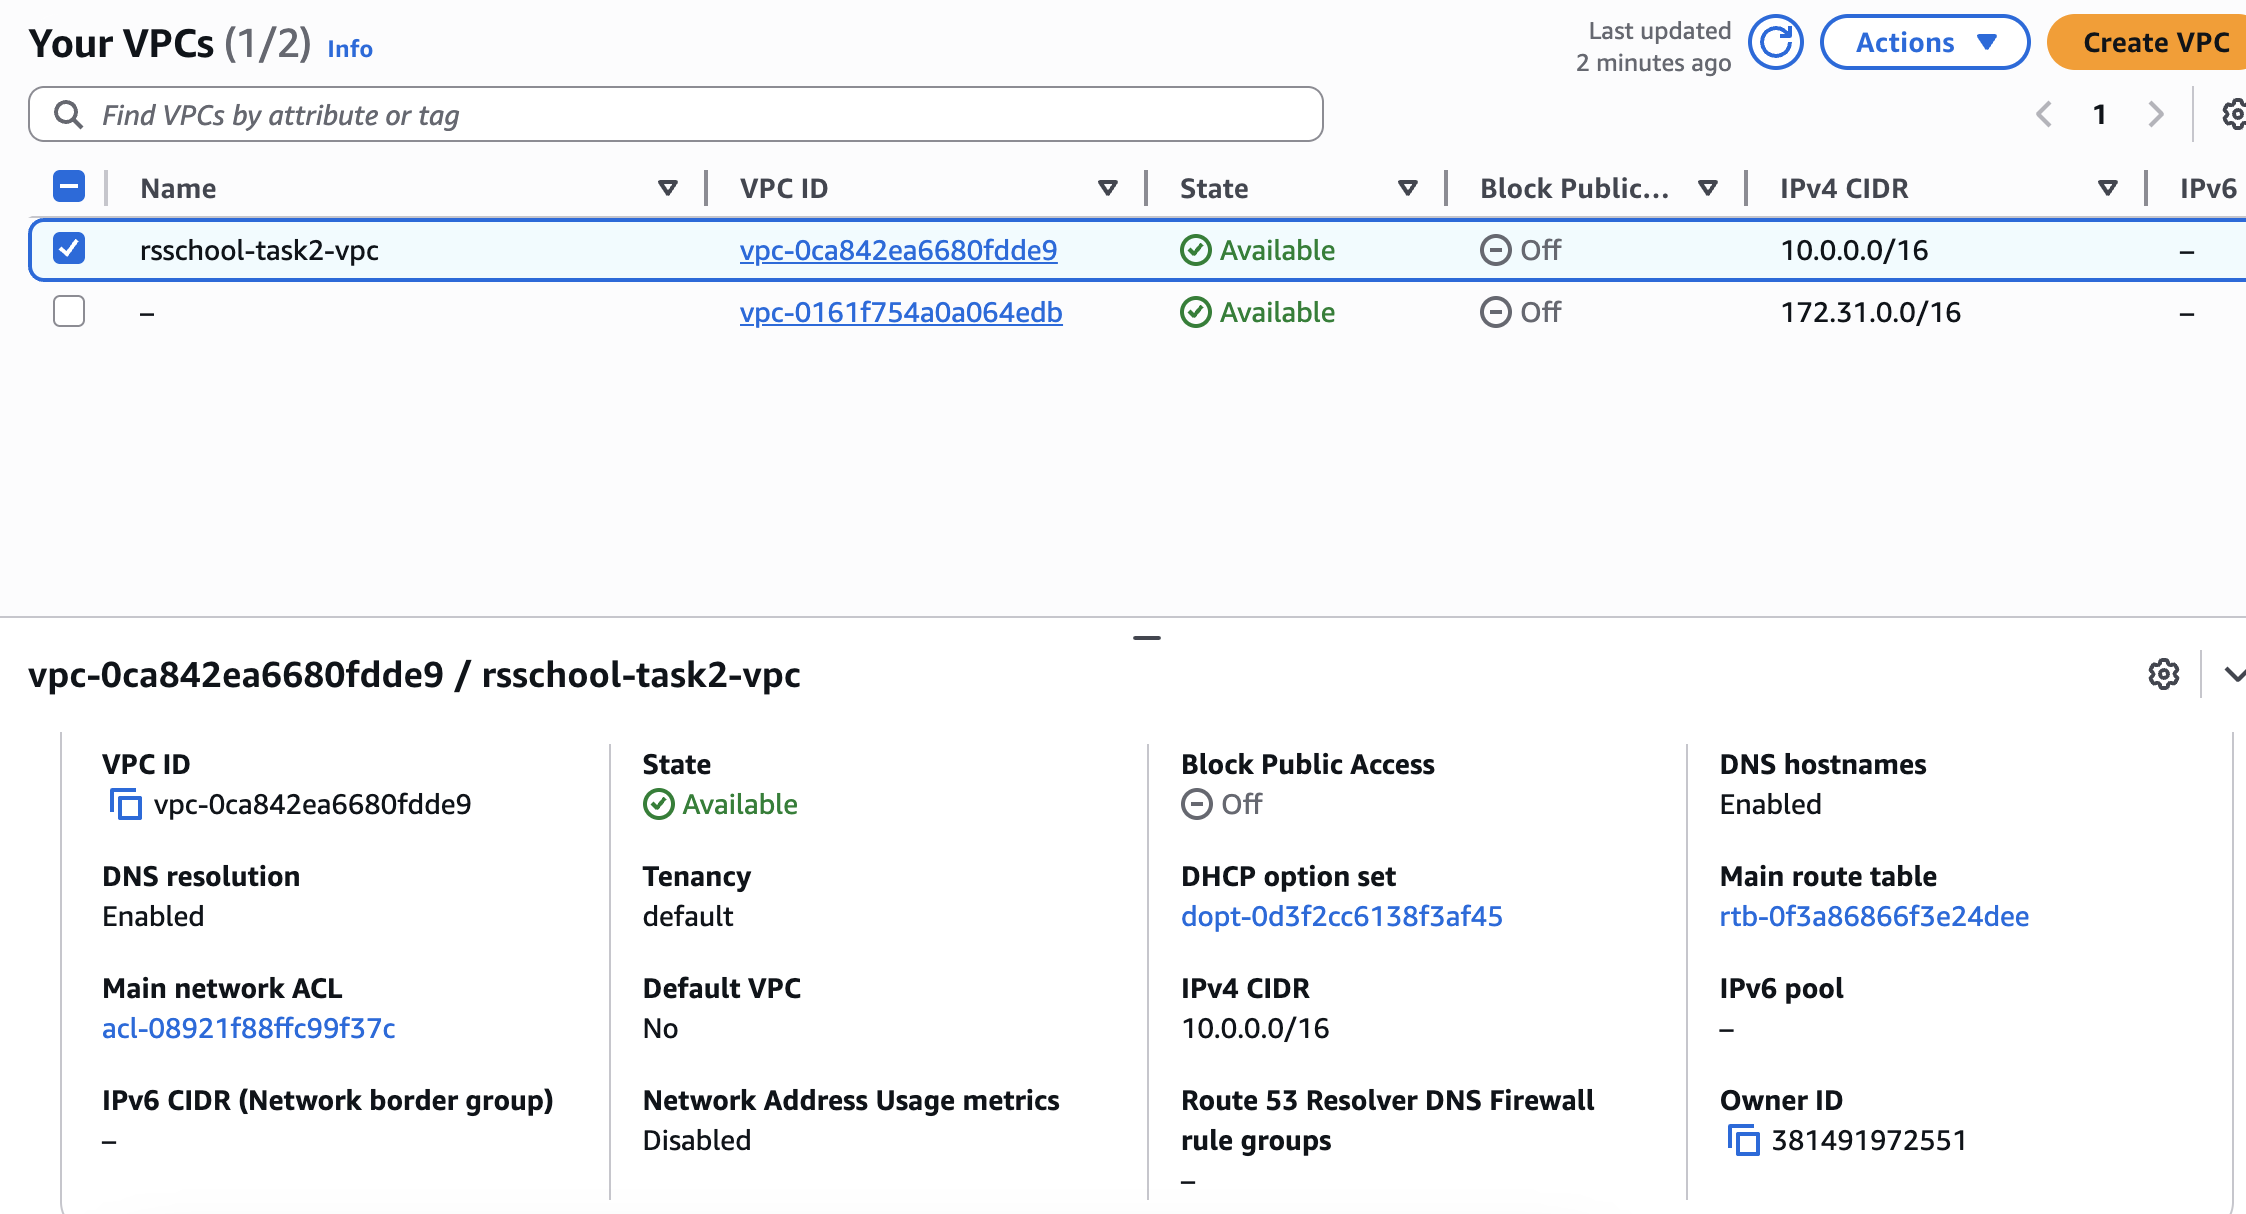 Your VPCs (1/2) Info
Last updated
2 minutes ago
Actions
Create VPC
Find VPCs by attribute or tag
1
Name VPC ID State Block Public... IPv4 CIDR IPv6
rsschool-task2-vpc vpc-0ca842ea6680fdde9 Available Off 10.0.0.0/16 –
– vpc-0161f754a0a064edb Available Off 172.31.0.0/16 –
vpc-0ca842ea6680fdde9 / rsschool-task2-vpc
VPC ID
vpc-0ca842ea6680fdde9
State
Available
Block Public Access
Off
DNS hostnames
Enabled
DNS resolution
Enabled
Tenancy
default
DHCP option set
dopt-0d3f2cc6138f3af45
Main route table
rtb-0f3a86866f3e24dee
Main network ACL
acl-08921f88ffc99f37c
Default VPC
No
IPv4 CIDR
10.0.0.0/16
IPv6 pool
–
IPv6 CIDR (Network border group)
–
Network Address Usage metrics
Disabled
Route 53 Resolver DNS Firewall
rule groups
–
Owner ID
381491972551